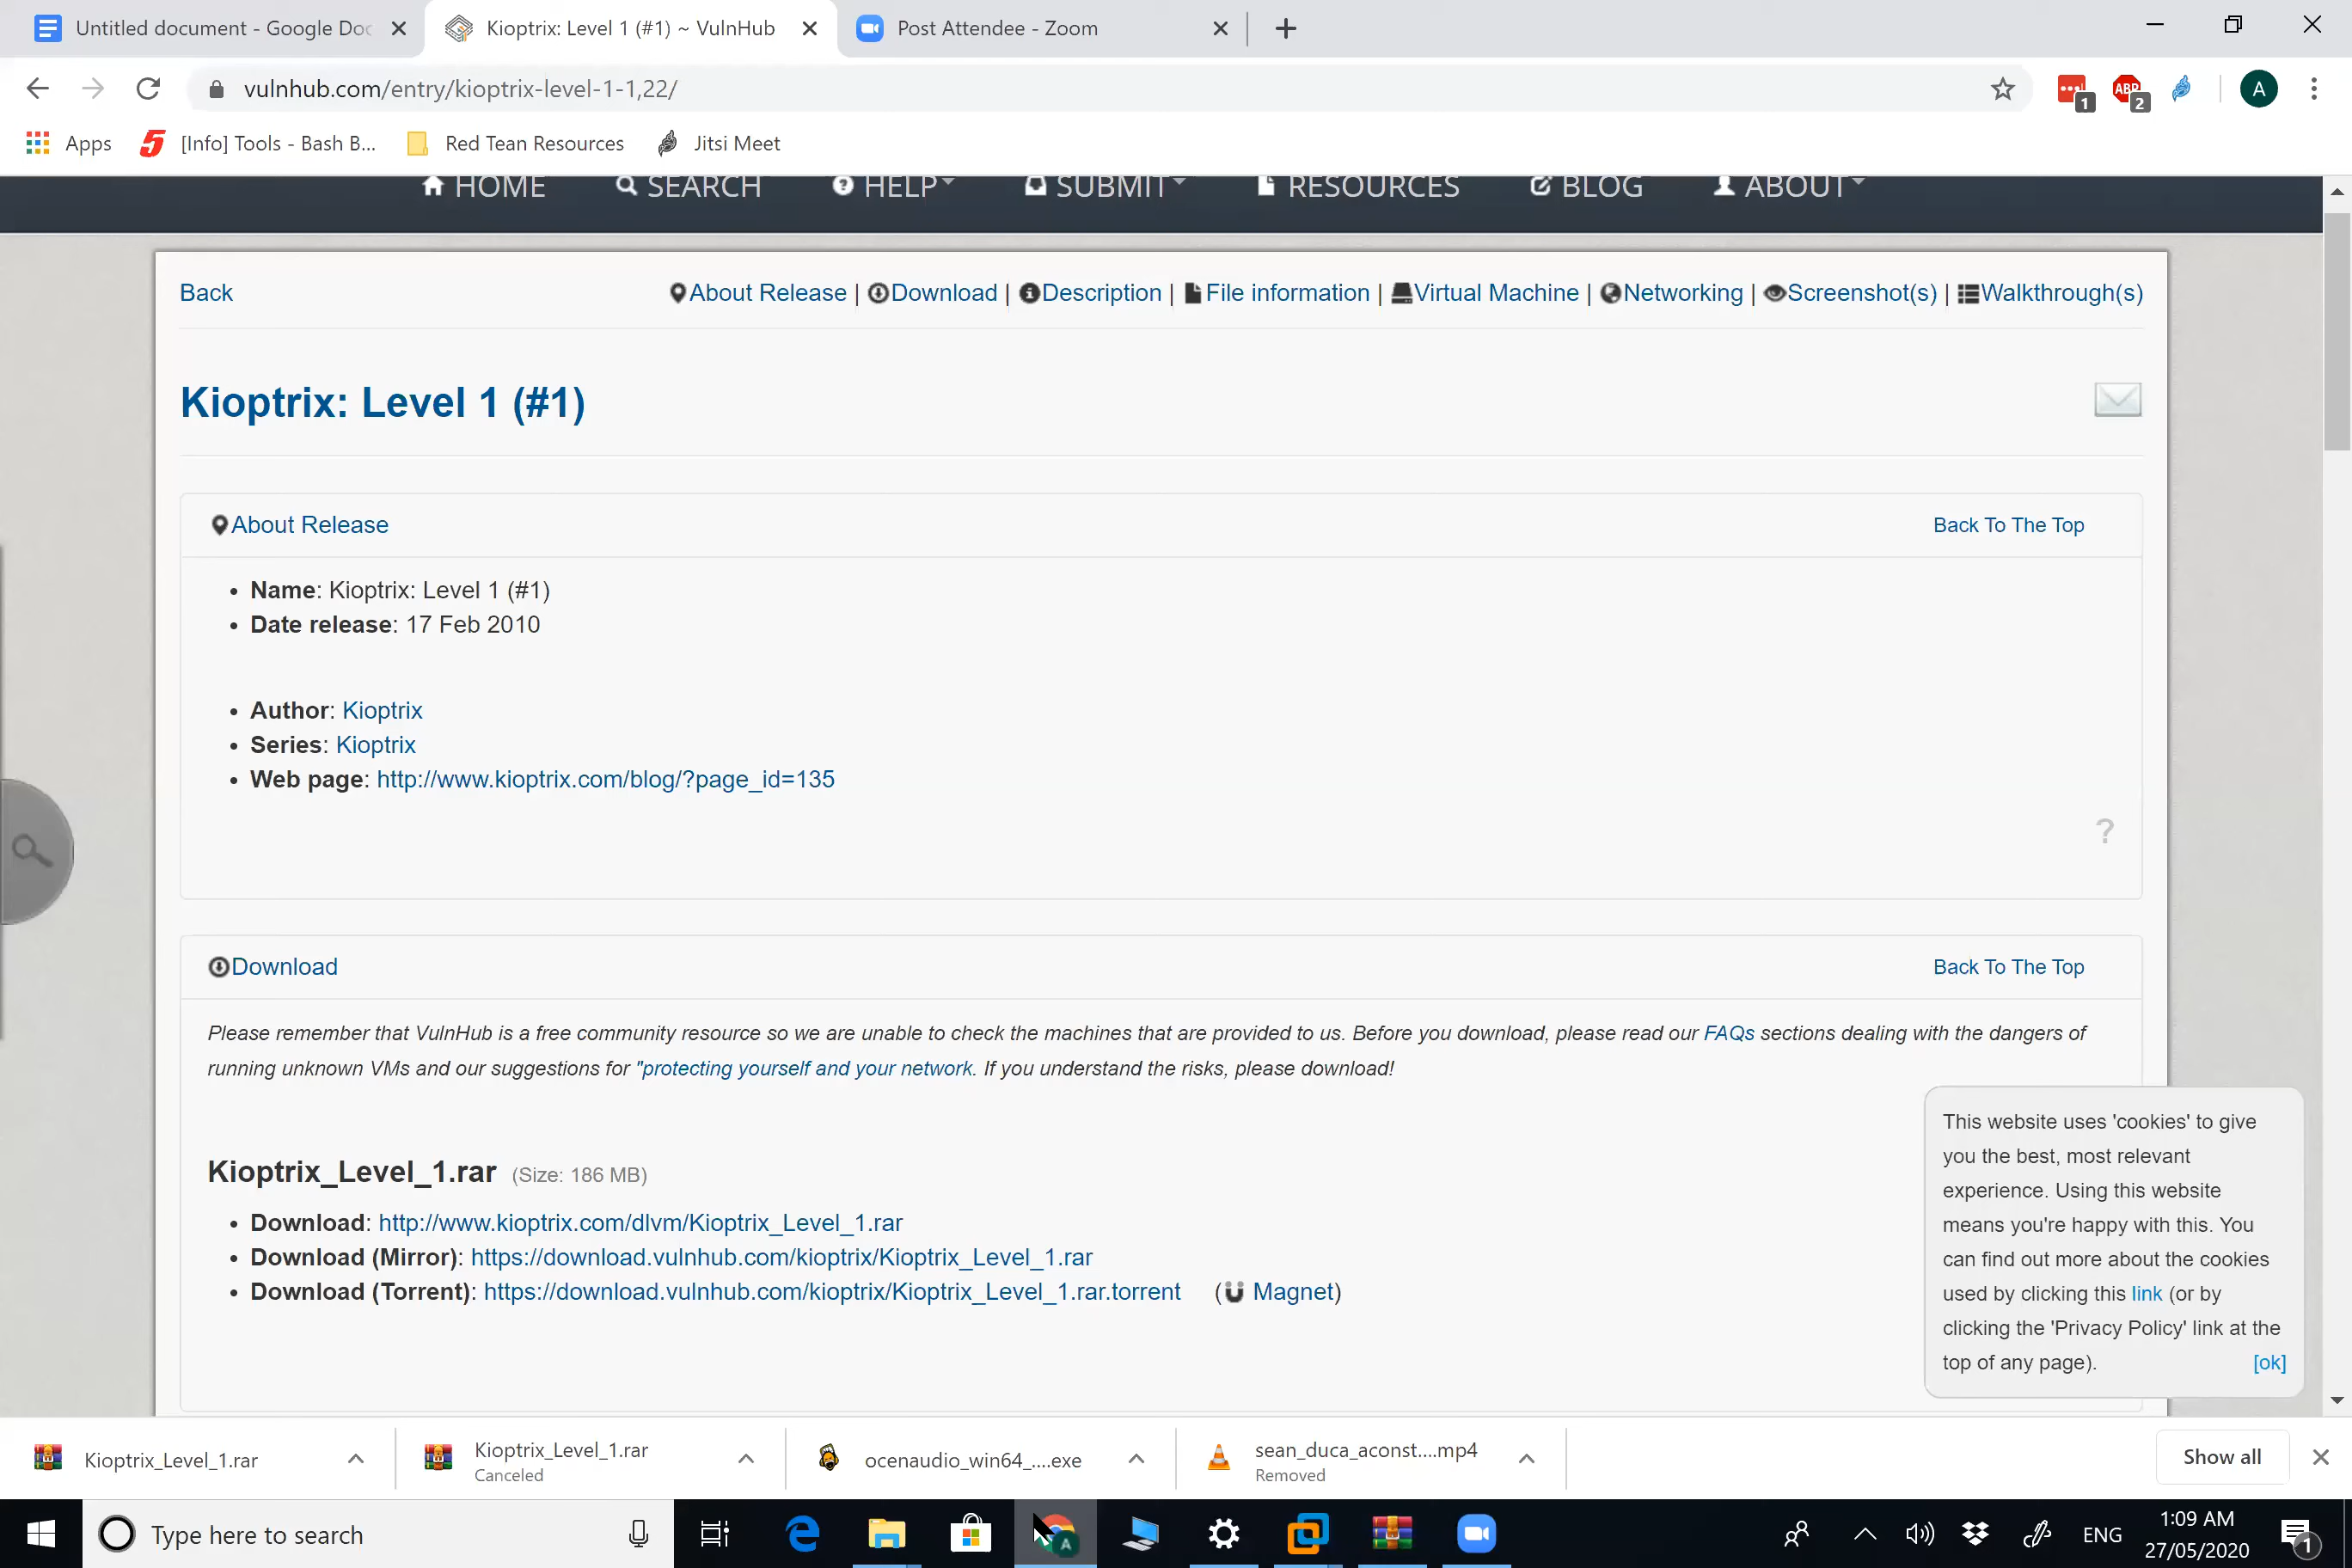 Untitled document - Google Doc
Kioptrix: Level 1 (#1) ~ VulnHub
Post Attendee - Zoom
vulnhub.com/entry/kioptrix-level-1-1,22/
1
ABP
2
A
Apps
[Info] Tools - Bash B...
Red Tean Resources
Jitsi Meet
HOME
SEARCH
HELP
SUBMIT
RESOURCES
BLOG
ABOUT
Back
About Release | Download | Description | File information | Virtual Machine | Networking | Screenshot(s) | Walkthrough(s)
Kioptrix: Level 1 (#1)
About Release
Back To The Top
• Name: Kioptrix: Level 1 (#1)
• Date release: 17 Feb 2010
• Author: Kioptrix
• Series: Kioptrix
• Web page: http://www.kioptrix.com/blog/?page_id=135
?
Download
Back To The Top
Please remember that VulnHub is a free community resource so we are unable to check the machines that are provided to us. Before you download, please read our FAQs sections dealing with the dangers of
running unknown VMs and our suggestions for "protecting yourself and your network. If you understand the risks, please download!
Kioptrix_Level_1.rar (Size: 186 MB)
• Download: http://www.kioptrix.com/dlvm/Kioptrix_Level_1.rar
• Download (Mirror): https://download.vulnhub.com/kioptrix/Kioptrix_Level_1.rar
• Download (Torrent): https://download.vulnhub.com/kioptrix/Kioptrix_Level_1.rar.torrent (Magnet)
This website uses 'cookies' to give
you the best, most relevant
experience. Using this website
means you're happy with this. You
can find out more about the cookies
used by clicking this link (or by
clicking the 'Privacy Policy' link at the
top of any page). [ok]
Kioptrix_Level_1.rar
Kioptrix_Level_1.rar
Canceled
ocenaudio_win64_....exe
sean_duca_aconst....mp4
Removed
Show all
Type here to search
A
ENG
1:09 AM
27/05/2020
1